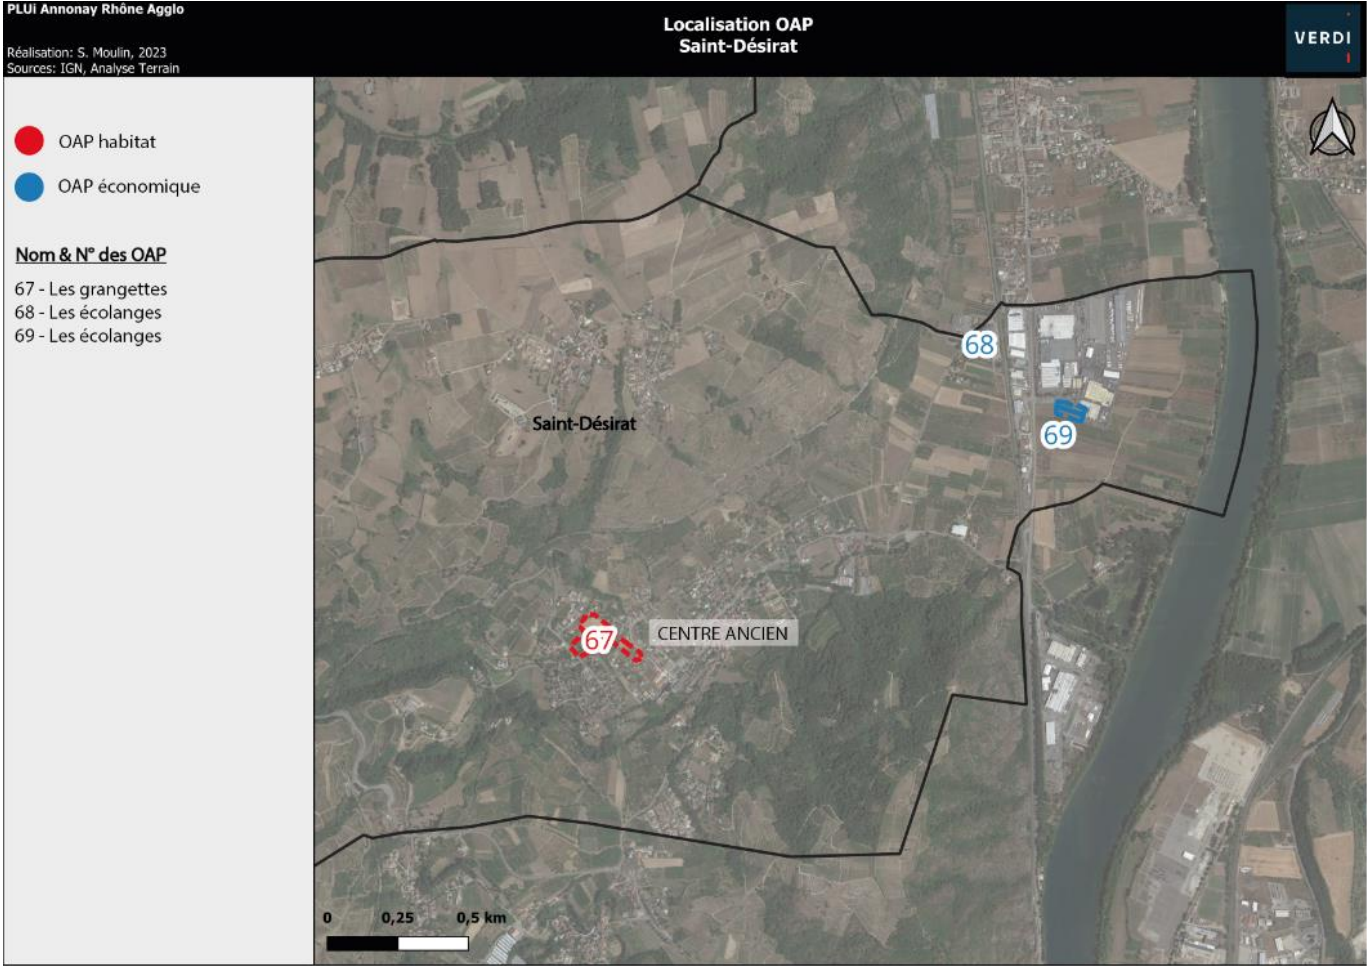 PLUi Annonay Rhône Agglo
Réalisation: S. Moulin, 2023
Sources: IGN, Analyse Terrain
Localisation OAP
Saint-Désirat
VERDI
OAP habitat
OAP économique
Nom & N° des OAP
67 - Les grangettes
68 - Les écolanges
69 - Les écolanges
68
Saint-Désirat
69
67
CENTRE ANCIEN
0 0,25 0,5 km